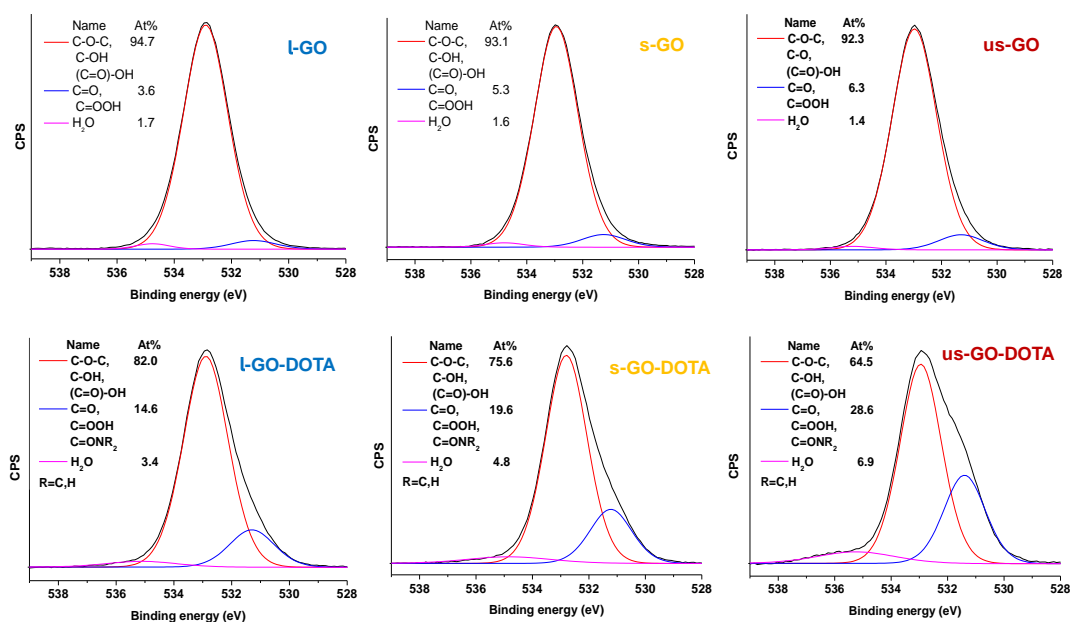 Name At%
C-O-C, 94.7
C-OH
(C=O)-OH
C=O, 3.6
C=OOH
H2O 1.7
l-GO
CPS
538 536 534 532 530 528
Binding energy (eV)
Name At%
C-O-C, 93.1
C-OH,
(C=O)-OH
C=O, 5.3
C=OOH
H2O 1.6
s-GO
CPS
538 536 534 532 530 528
Binding energy (eV)
Name At%
C-O-C, 92.3
C-O,
(C=O)-OH
C=O, 6.3
C=OOH
H2O 1.4
us-GO
CPS
538 536 534 532 530 528
Binding energy (eV)
Name At%
C-O-C, 82.0
C-OH,
(C=O)-OH
C=O, 14.6
C=OOH
C=ONR2
H2O 3.4
R=C,H
l-GO-DOTA
CPS
538 536 534 532 530 528
Binding energy (eV)
Name At%
C-O-C, 75.6
C-OH,
(C=O)-OH
C=O, 19.6
C=OOH,
C=ONR2
H2O 4.8
R=C,H
s-GO-DOTA
CPS
538 536 534 532 530 528
Binding energy (eV)
Name At%
C-O-C, 64.5
C-OH,
(C=O)-OH
C=O, 28.6
C=OOH,
C=ONR2
H2O 6.9
R=C,H
us-GO-DOTA
CPS
538 536 534 532 530 528
Binding energy (eV)